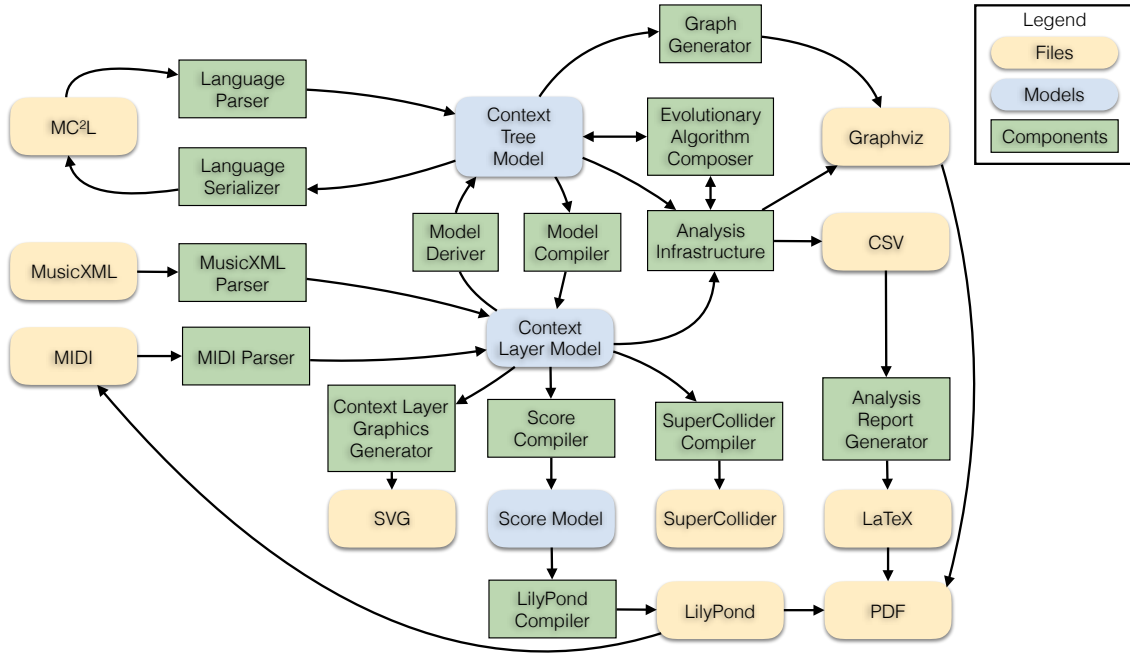 Legend
Files
Models
Components
Graph
Generator
Language
Parser
MC²L
Context
Tree
Model
Evolutionary
Algorithm
Composer
Graphviz
Language
Serializer
Model
Deriver
Model
Compiler
Analysis
Infrastructure
CSV
MusicXML
MusicXML
Parser
Context
Layer Model
MIDI
MIDI Parser
Context Layer
Graphics
Generator
Score
Compiler
SuperCollider
Compiler
Analysis
Report
Generator
SVG
Score Model
SuperCollider
LaTeX
LilyPond
Compiler
LilyPond
PDF